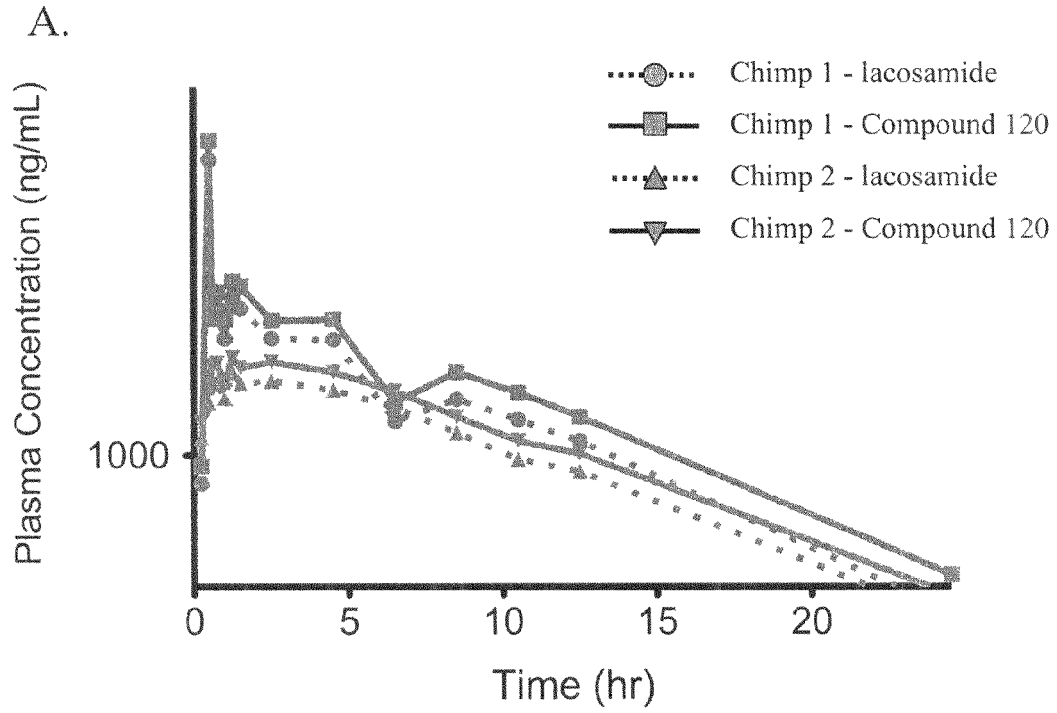 A.
Chimp 1 - lacosamide
Chimp 1 - Compound 120
Chimp 2 - lacosamide
Chimp 2 - Compound 120
Plasma Concentration (ng/mL)
1000
0 5 10 15 20
Time (hr)